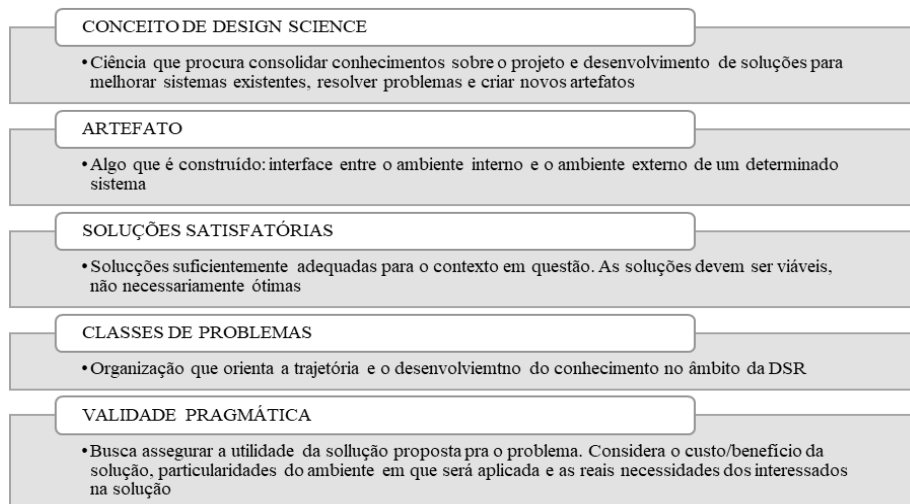 CONCEITO DE DESIGN SCIENCE
•Ciência que procura consolidar conhecimentos sobre o projeto e desenvolvimento de soluções para
melhorar sistemas existentes, resolver problemas e criar novos artefatos
ARTEFATO
•Algo que é construído: interface entre o ambiente interno e o ambiente externo de um determinado
sistema
SOLUÇÕES SATISFATÓRIAS
•Solucções suficientemente adequadas para o contexto em questão. As soluções devem ser viáveis,
não necessariamente ótimas
CLASSES DE PROBLEMAS
•Organização que orienta a trajetória e o desenvolviemtno do conhecimento no âmbito da DSR
VALIDADE PRAGMÁTICA
•Busca assegurar a utilidade da sollução proposta pra o problema. Considera o custo/benefício da
solução, particularidades do ambiente em que será aplicada e as reais necessidades dos interessados
na solução